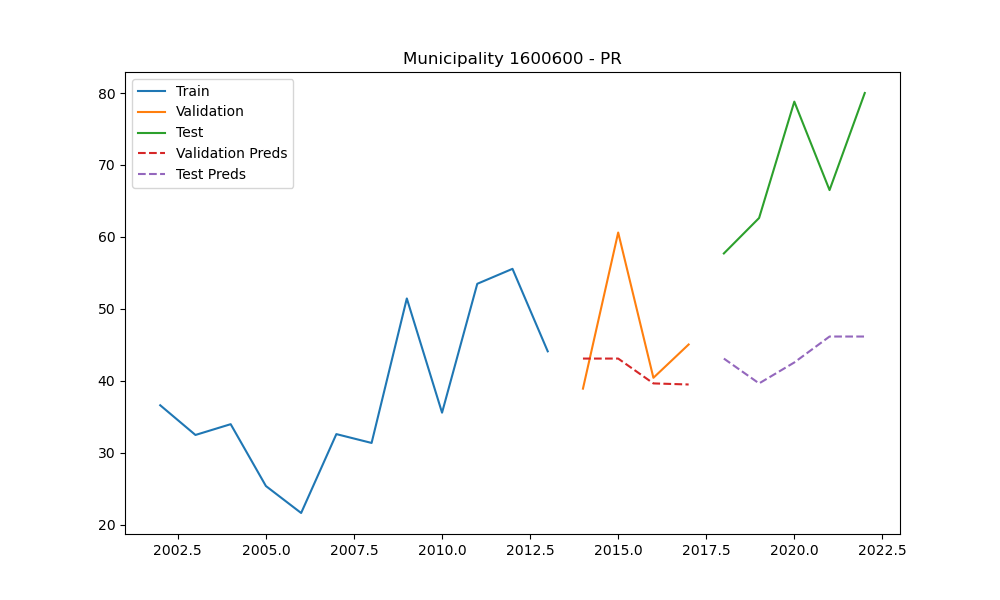 Municipality 1600600 - PR
Train
Validation
Test
Validation Preds
Test Preds
80
70
60
50
40
30
20
2002.5 2005.0 2007.5 2010.0 2012.5 2015.0 2017.5 2020.0 2022.5